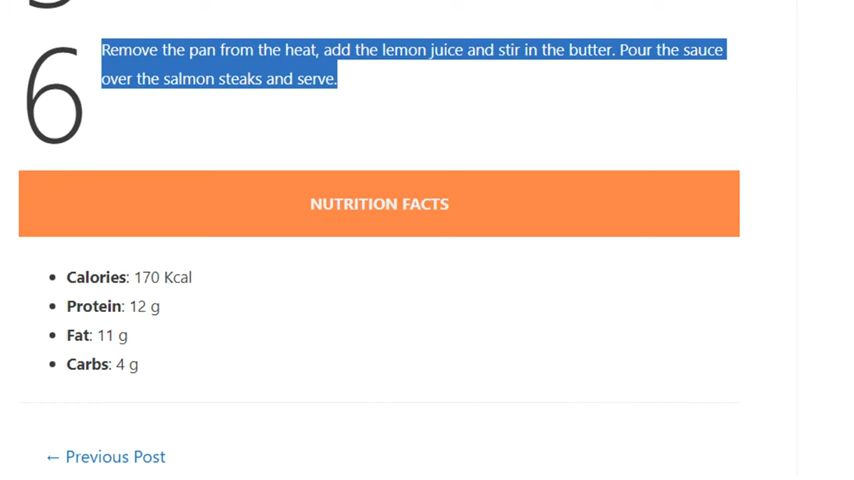 6
Remove the pan from the heat, add the lemon juice and stir in the butter. Pour the sauce
over the salmon steaks and serve.
NUTRITION FACTS
• Calories: 170 Kcal
• Protein: 12 g
• Fat: 11 g
• Carbs: 4 g
← Previous Post